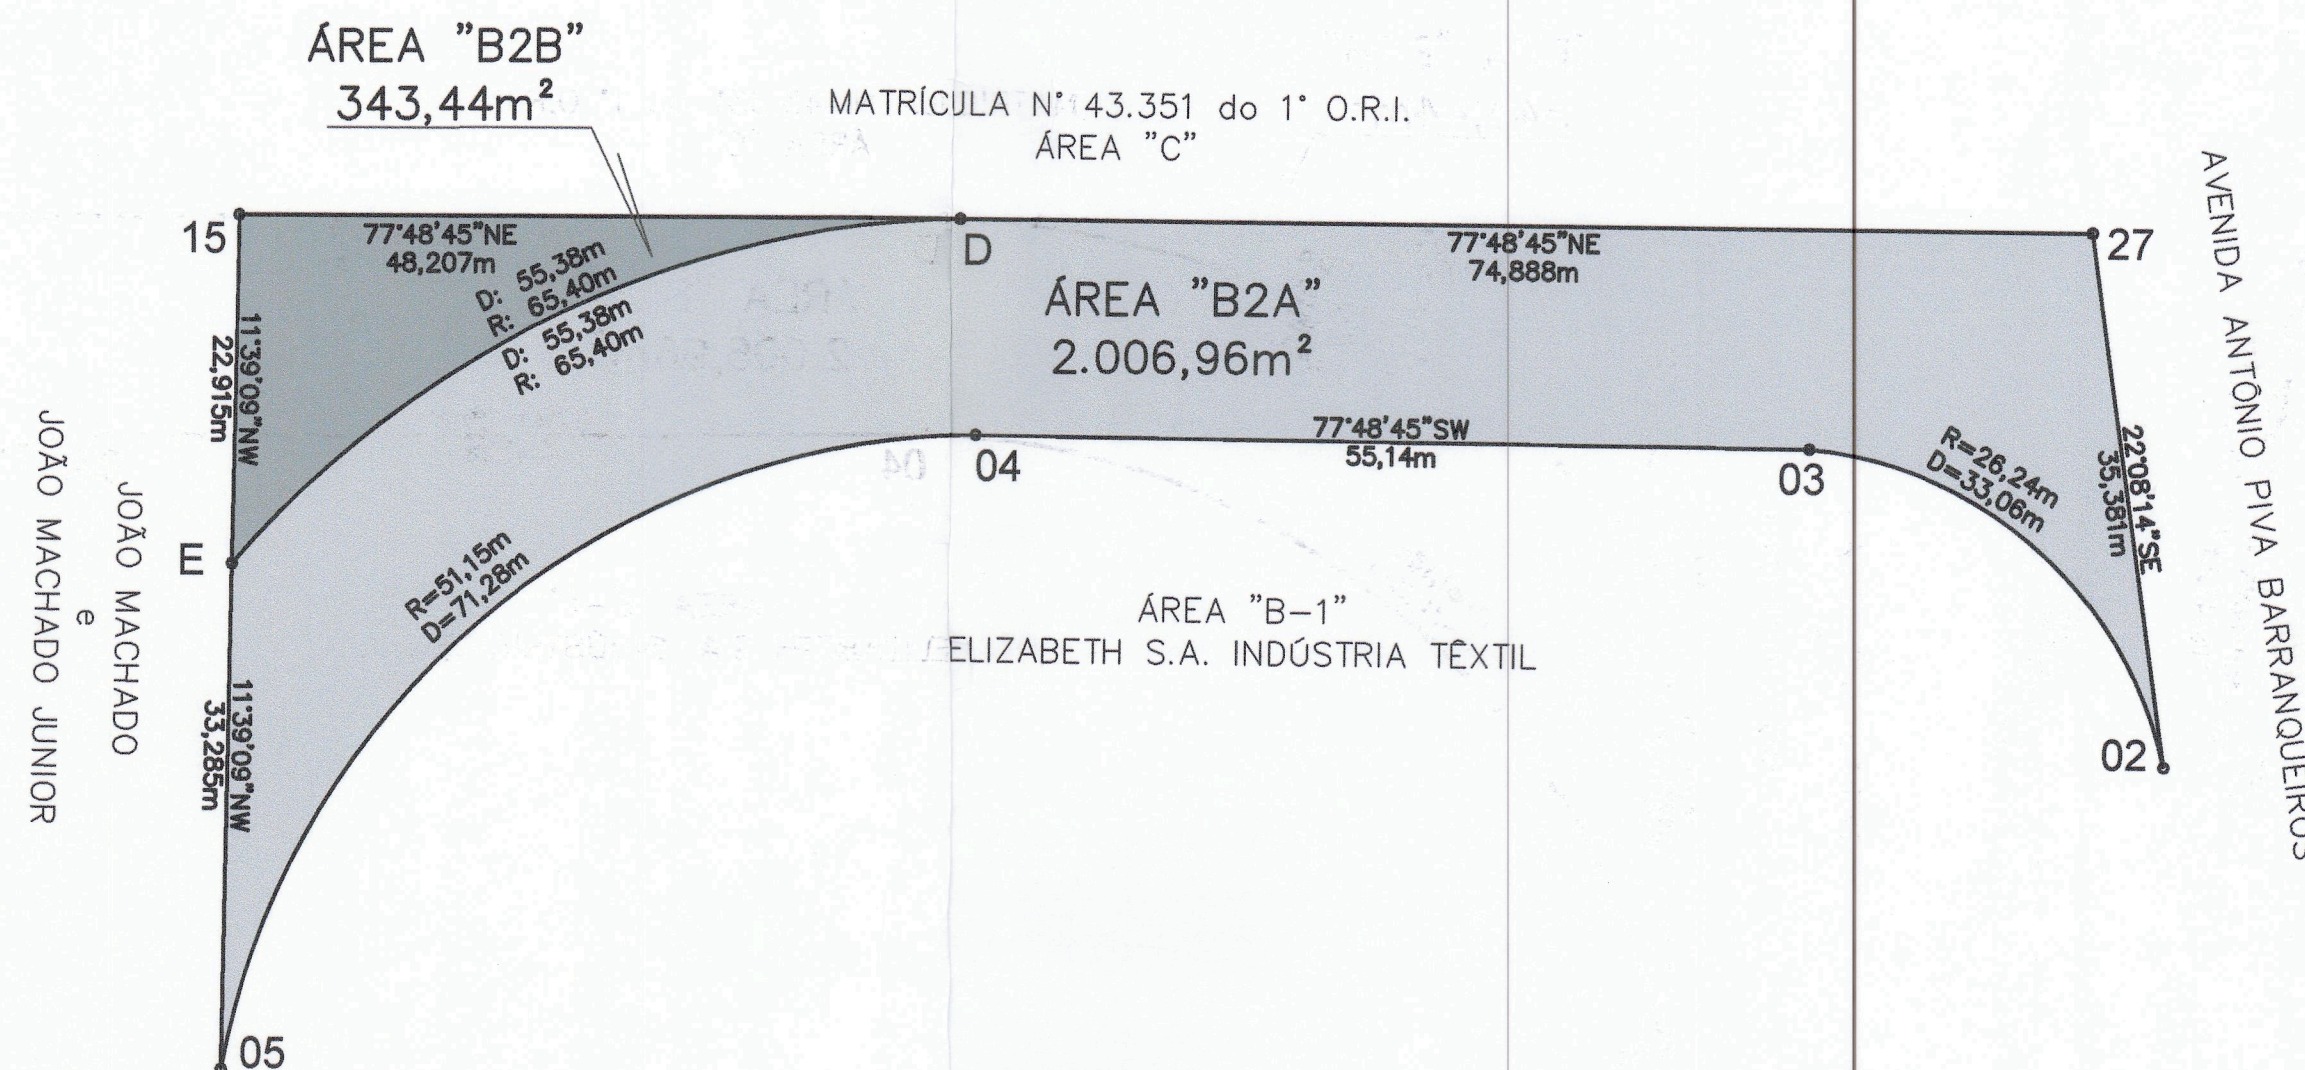 ÁREA "B2B"
343,44m²
MATRÍCULA N° 43.351 do 1° O.R.I.
ÁREA "C"
15
77°48'45"NE
48,207m
D: 55,38m
R: 65,40m
D: 55,38m
R: 65,40m
D
77°48'45"NE
74,888m
27
ÁREA "B2A"
2.006,96m²
11°39'09"NW
22,915m
77°48'45"SW
55,14m
04
03
R=26,24m
D=33,06m
22°08'14"SE
35,381m
AVENIDA ANTÔNIO PIVA BARRANQUEIROS
E
R=51,15m
D=71,28m
ÁREA "B-1"
ELIZABETH S.A. INDÚSTRIA TÊXTIL
JOÃO MACHADO
e
JOÃO MACHADO JUNIOR
11°39'09"NW
33,285m
02
05